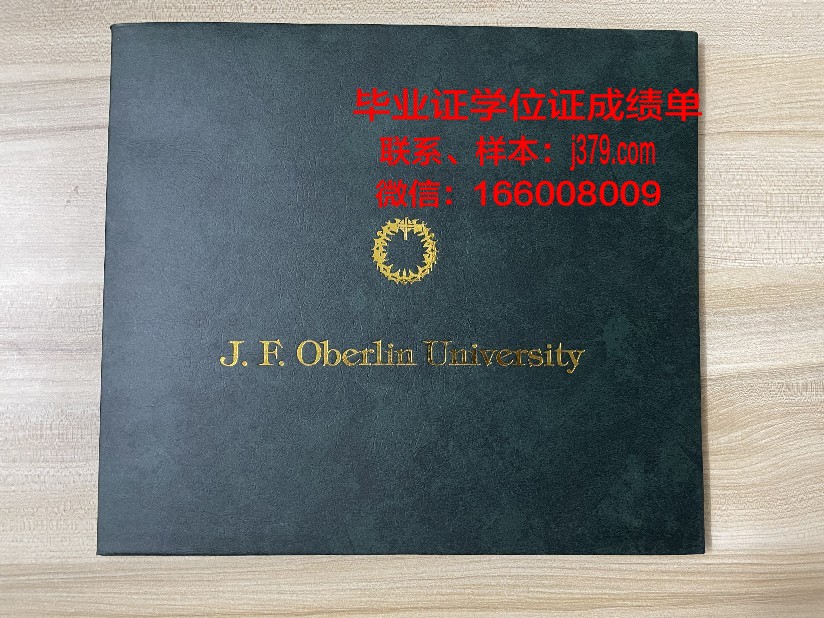 毕业证学位证成绩单
联系、样本：j379.com
微信：166008009
J. F. Oberlin University